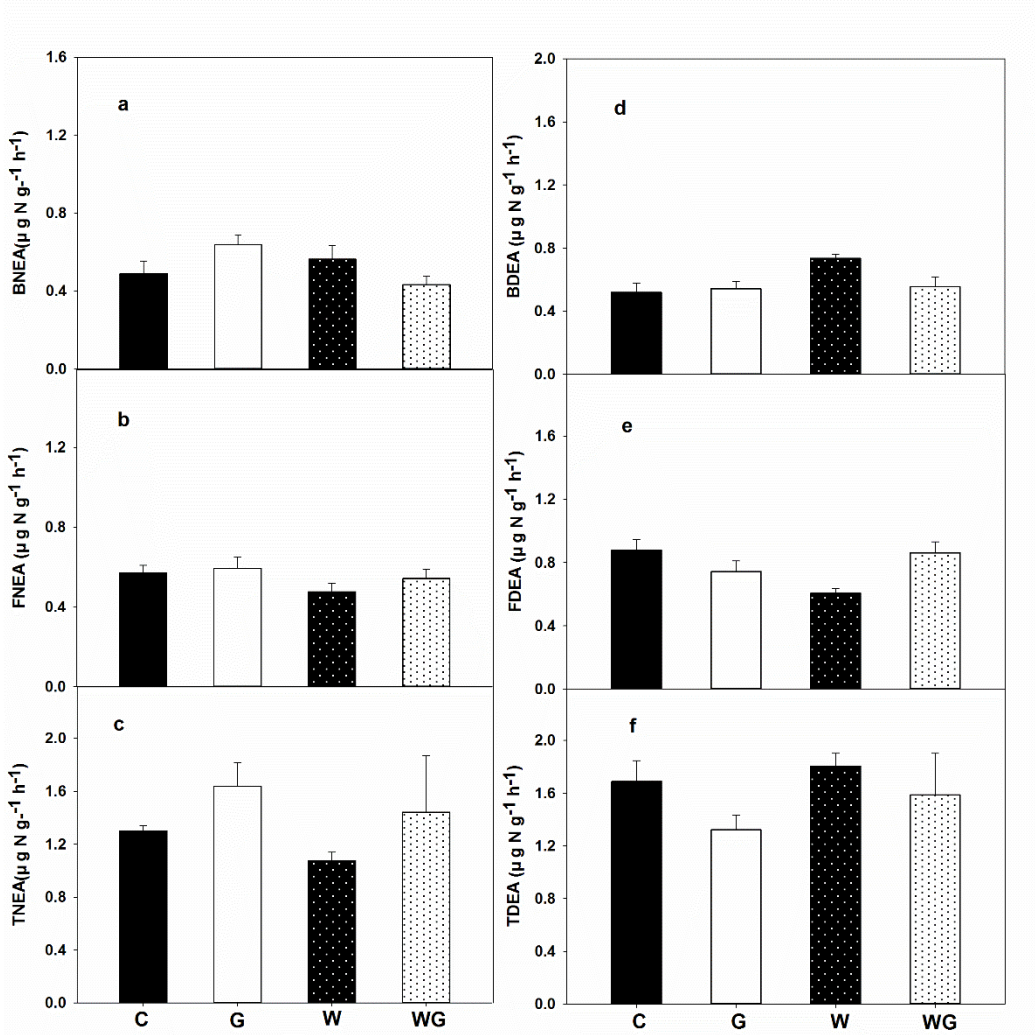 1.6
a
1.2
BNEA(µ g N g-⁻¹ h⁻¹)
0.8
0.4
0.0
2.0
d
1.6
1.2
BDEA (µ g N g⁻¹ h⁻¹)
0.8
0.4
0.0
b
1.2
FNEA (µ g N g-⁻¹ h⁻¹)
0.8
0.4
0.0
e
1.6
1.2
FDEA (µ g N g⁻¹ h⁻¹)
0.8
0.4
0.0
c
2.0
1.6
TNEA(µ g N g-⁻¹ h⁻¹)
1.2
0.8
0.4
0.0
C G W WG
f
2.0
1.6
TDEA (µ g N g⁻¹ h⁻¹)
1.2
0.8
0.4
0.0
C G W WG